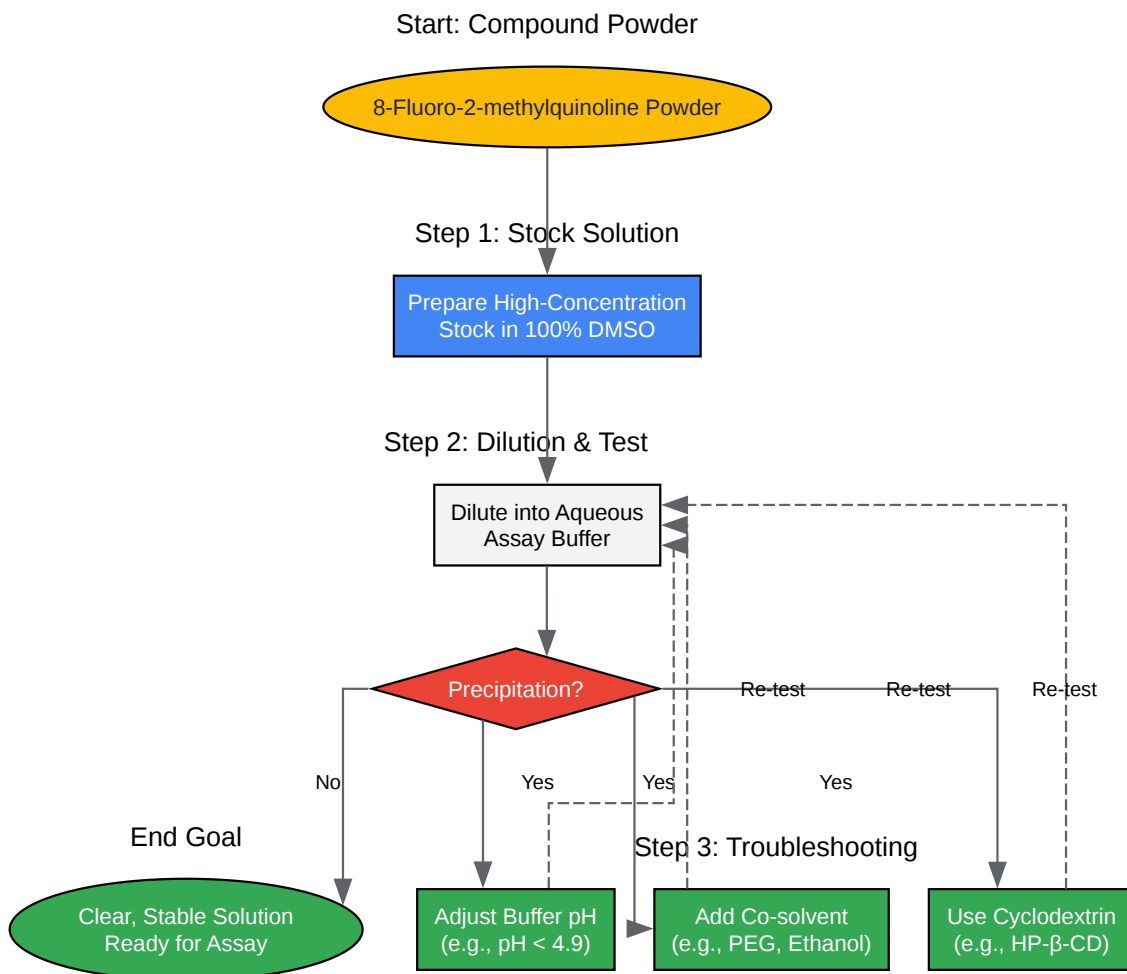 Start: Compound Powder
8-Fluoro-2-methylquinoline Powder
Step 1: Stock Solution
Prepare High-Concentration
Stock in 100% DMSO
Step 2: Dilution & Test
Dilute into Aqueous
Assay Buffer
Precipitation?
Re-test
Re-test
Re-test
No
Yes
Yes
Yes
End Goal
Step 3: Troubleshooting
Clear, Stable Solution
Ready for Assay
Adjust Buffer pH
(e.g., pH < 4.9)
Add Co-solvent
(e.g., PEG, Ethanol)
Use Cyclodextrin
(e.g., HP-β-CD)